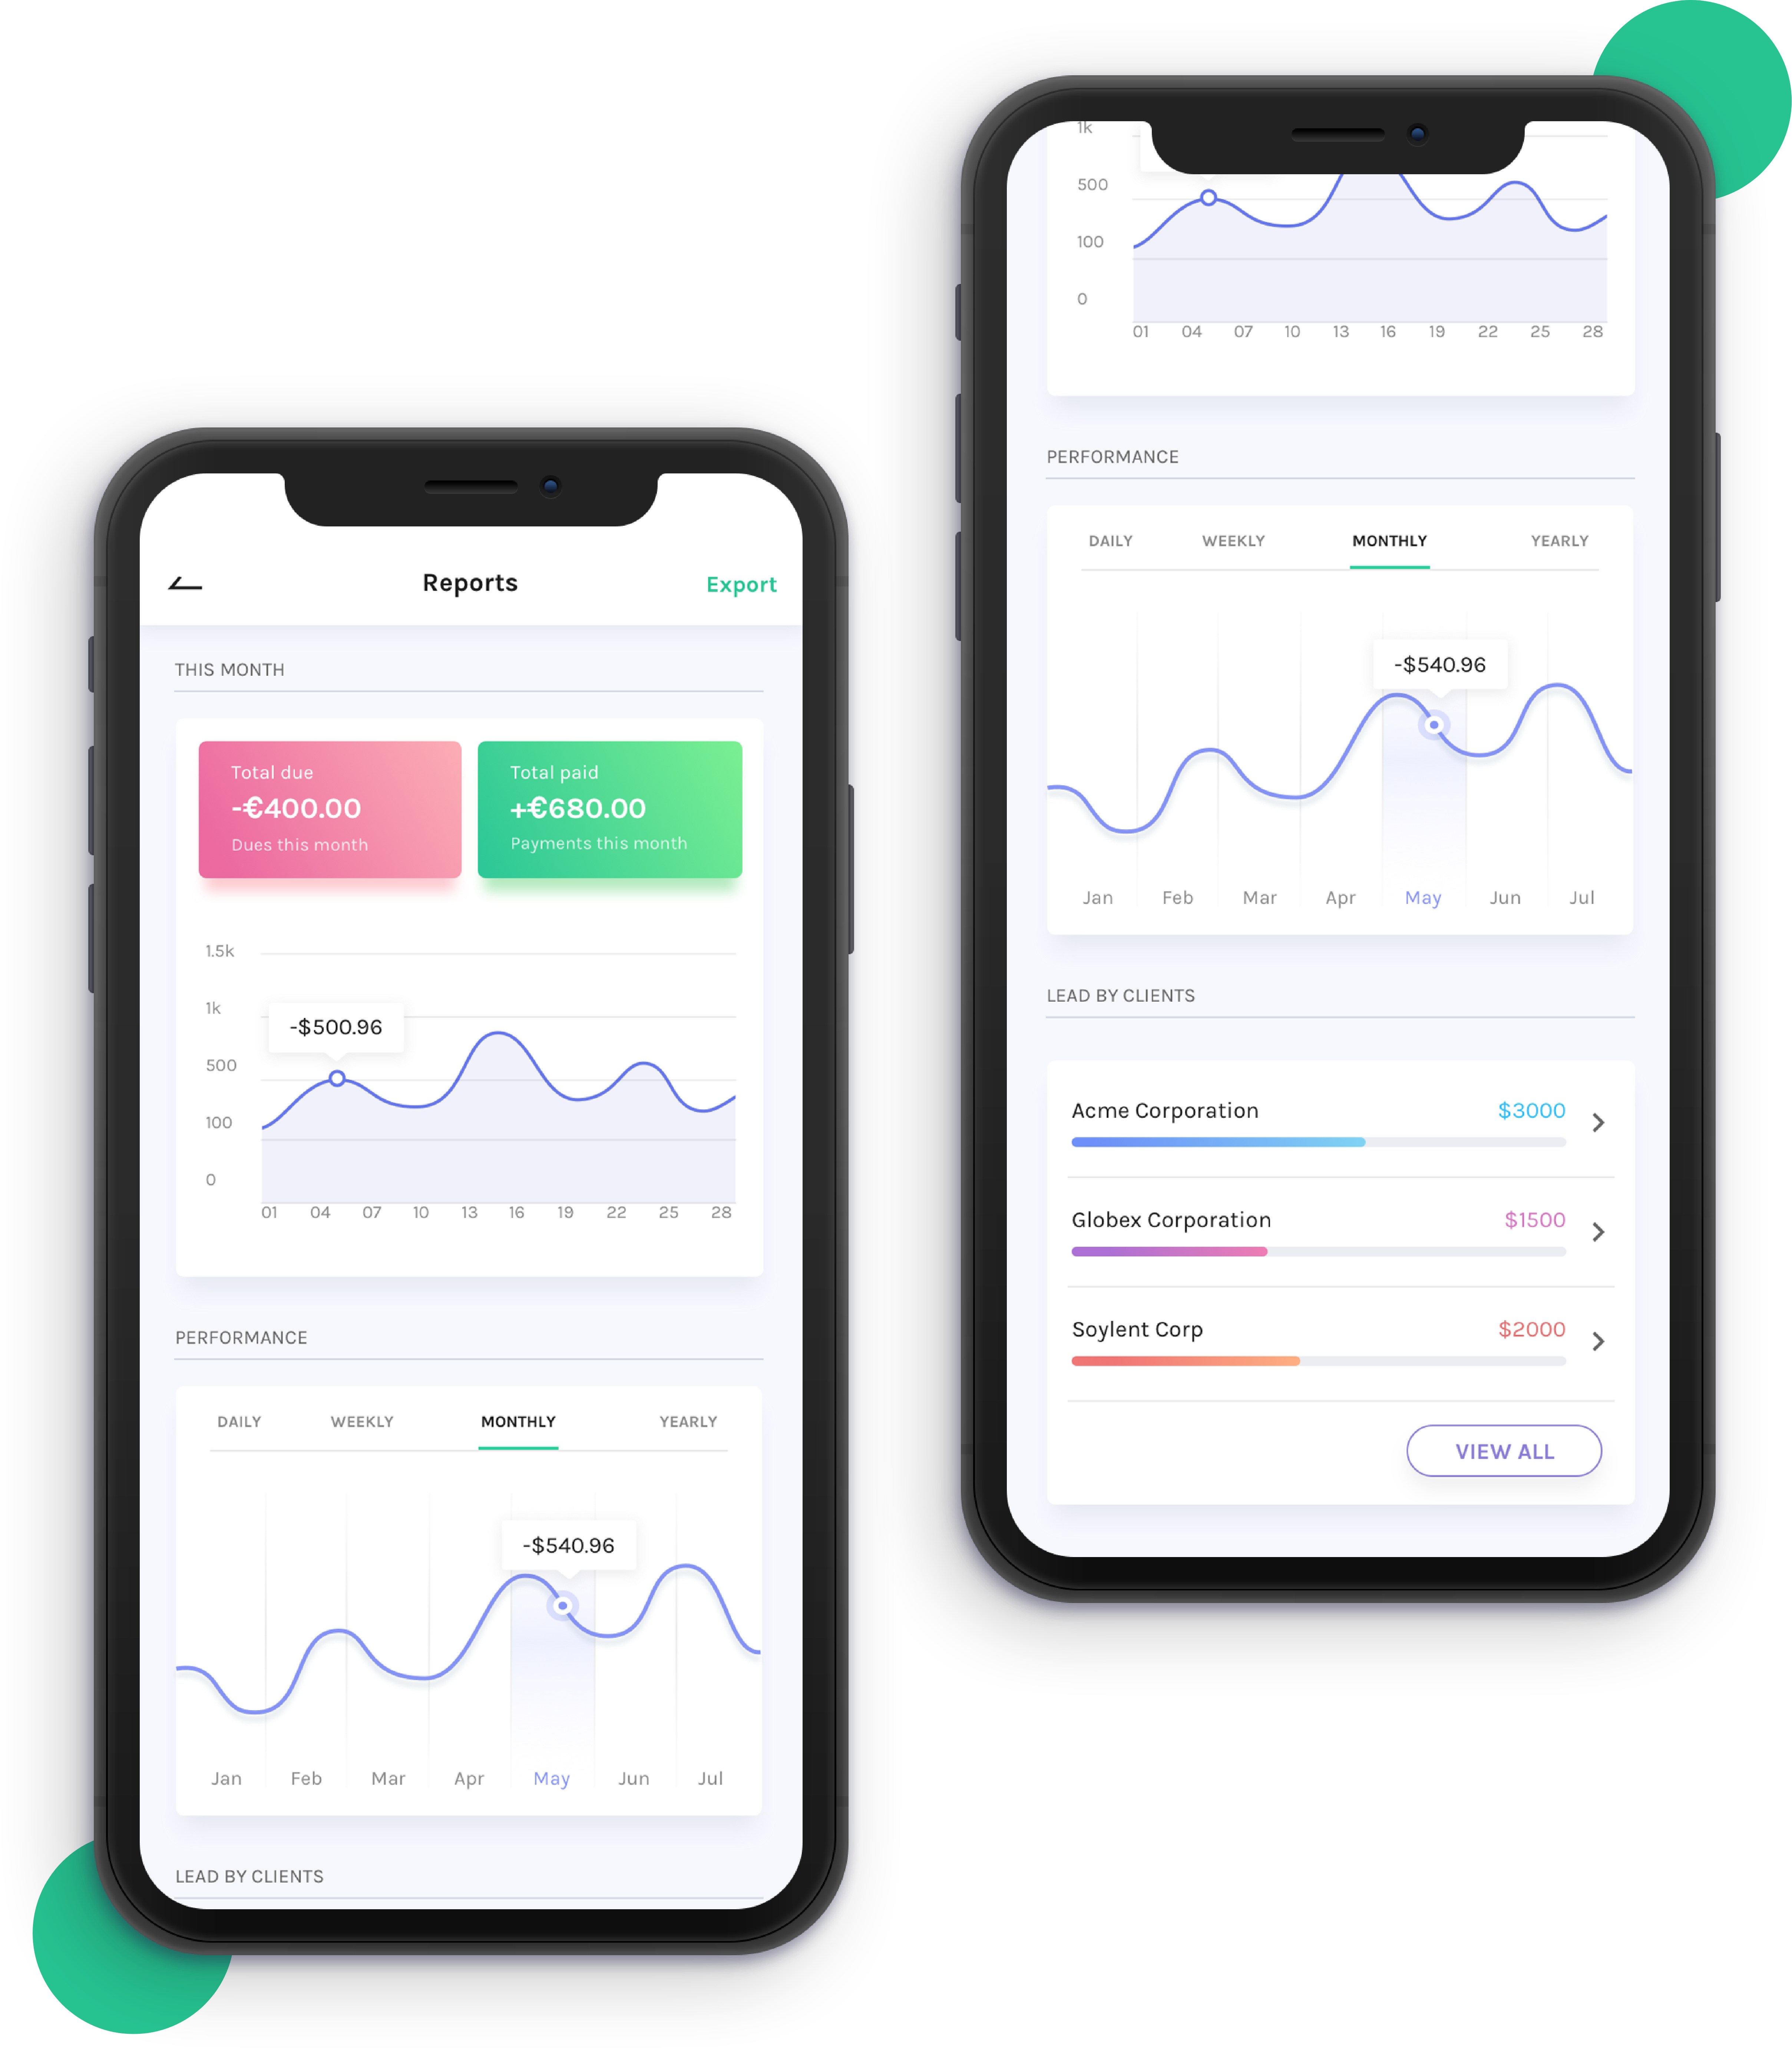 Reports
Export
THIS MONTH
Total due
-€400.00
Dues this month
Total paid
+€680.00
Payments this month
1.5k
1k
500
100
0
-$500.96
01 04 07 10 13 16 19 22 25 28
PERFORMANCE
DAILY WEEKLY MONTHLY YEARLY
-$540.96
Jan Feb Mar Apr May Jun Jul
LEAD BY CLIENTS
1k
500
100
0
01 04 07 10 13 16 19 22 25 28
PERFORMANCE
DAILY WEEKLY MONTHLY YEARLY
-$540.96
Jan Feb Mar Apr May Jun Jul
LEAD BY CLIENTS
Acme Corporation $3000
Globex Corporation $1500
Soylent Corp $2000
VIEW ALL